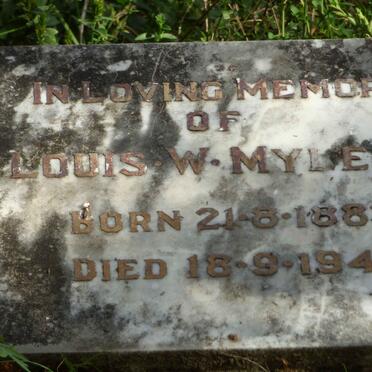 IN LOVING MEMOR
OF
LOUIS·W·MYLE
BORN 21-8-188
DIED 18·9·194